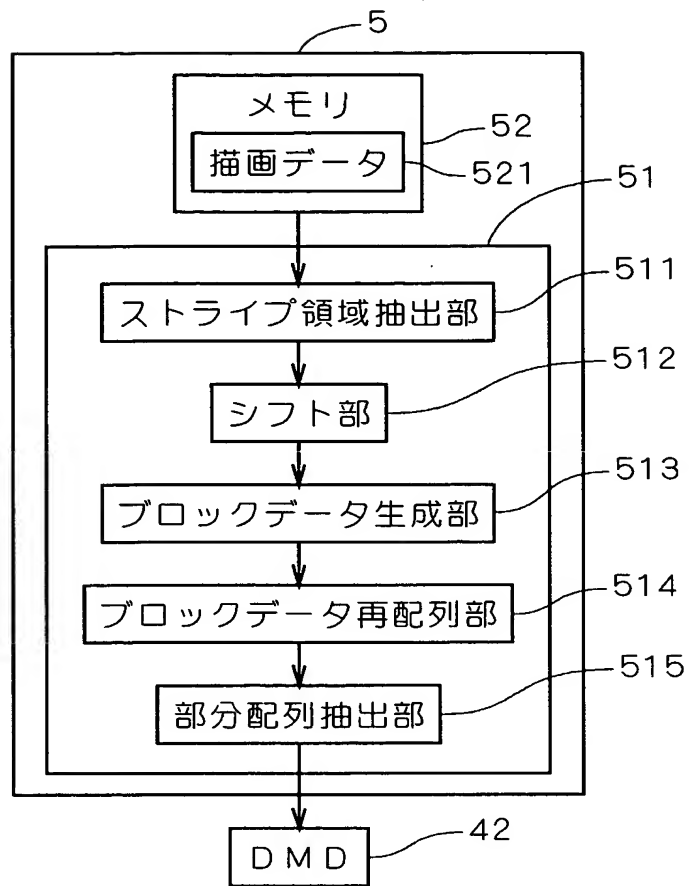 5
メモリ
52
描画データ
521
51
511
ストライプ領域抽出部
512
シフト部
513
ブロックデータ生成部
514
ブロックデータ再配列部
515
部分配列抽出部
42
DMD